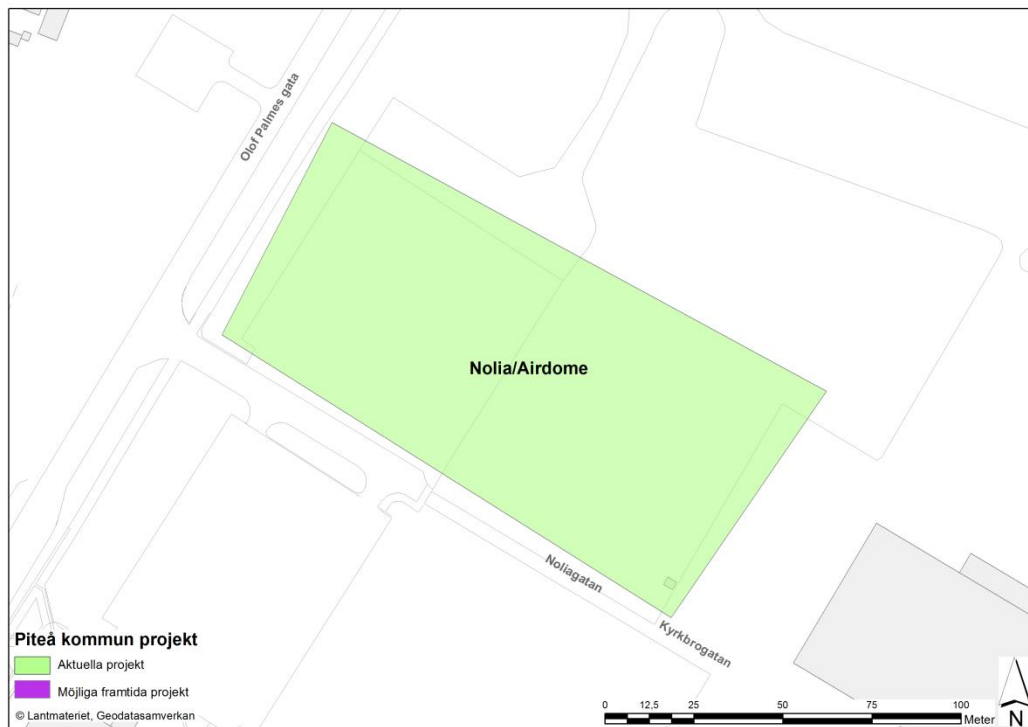 Olof Palmes gata
Nolia/Airdome
Noliagatan
Kyrkbrogatan
Piteå kommun projekt
Aktuella projekt
Möjliga framtida projekt
© Lantmäteriet, Geodatasamverkan
0 12,5 25 50 75 100
Meter
N